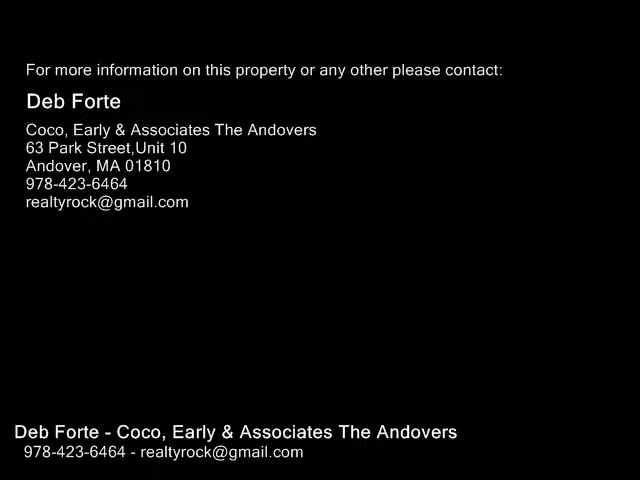 For more information on this property or any other please contact:
Deb Forte
Coco, Early & Associates The Andovers
63 Park Street,Unit 10
Andover, MA 01810
978-423-6464
realtyrock@gmail.com
Deb Forte - Coco, Early & Associates The Andovers
978-423-6464 - realtyrock@gmail.com